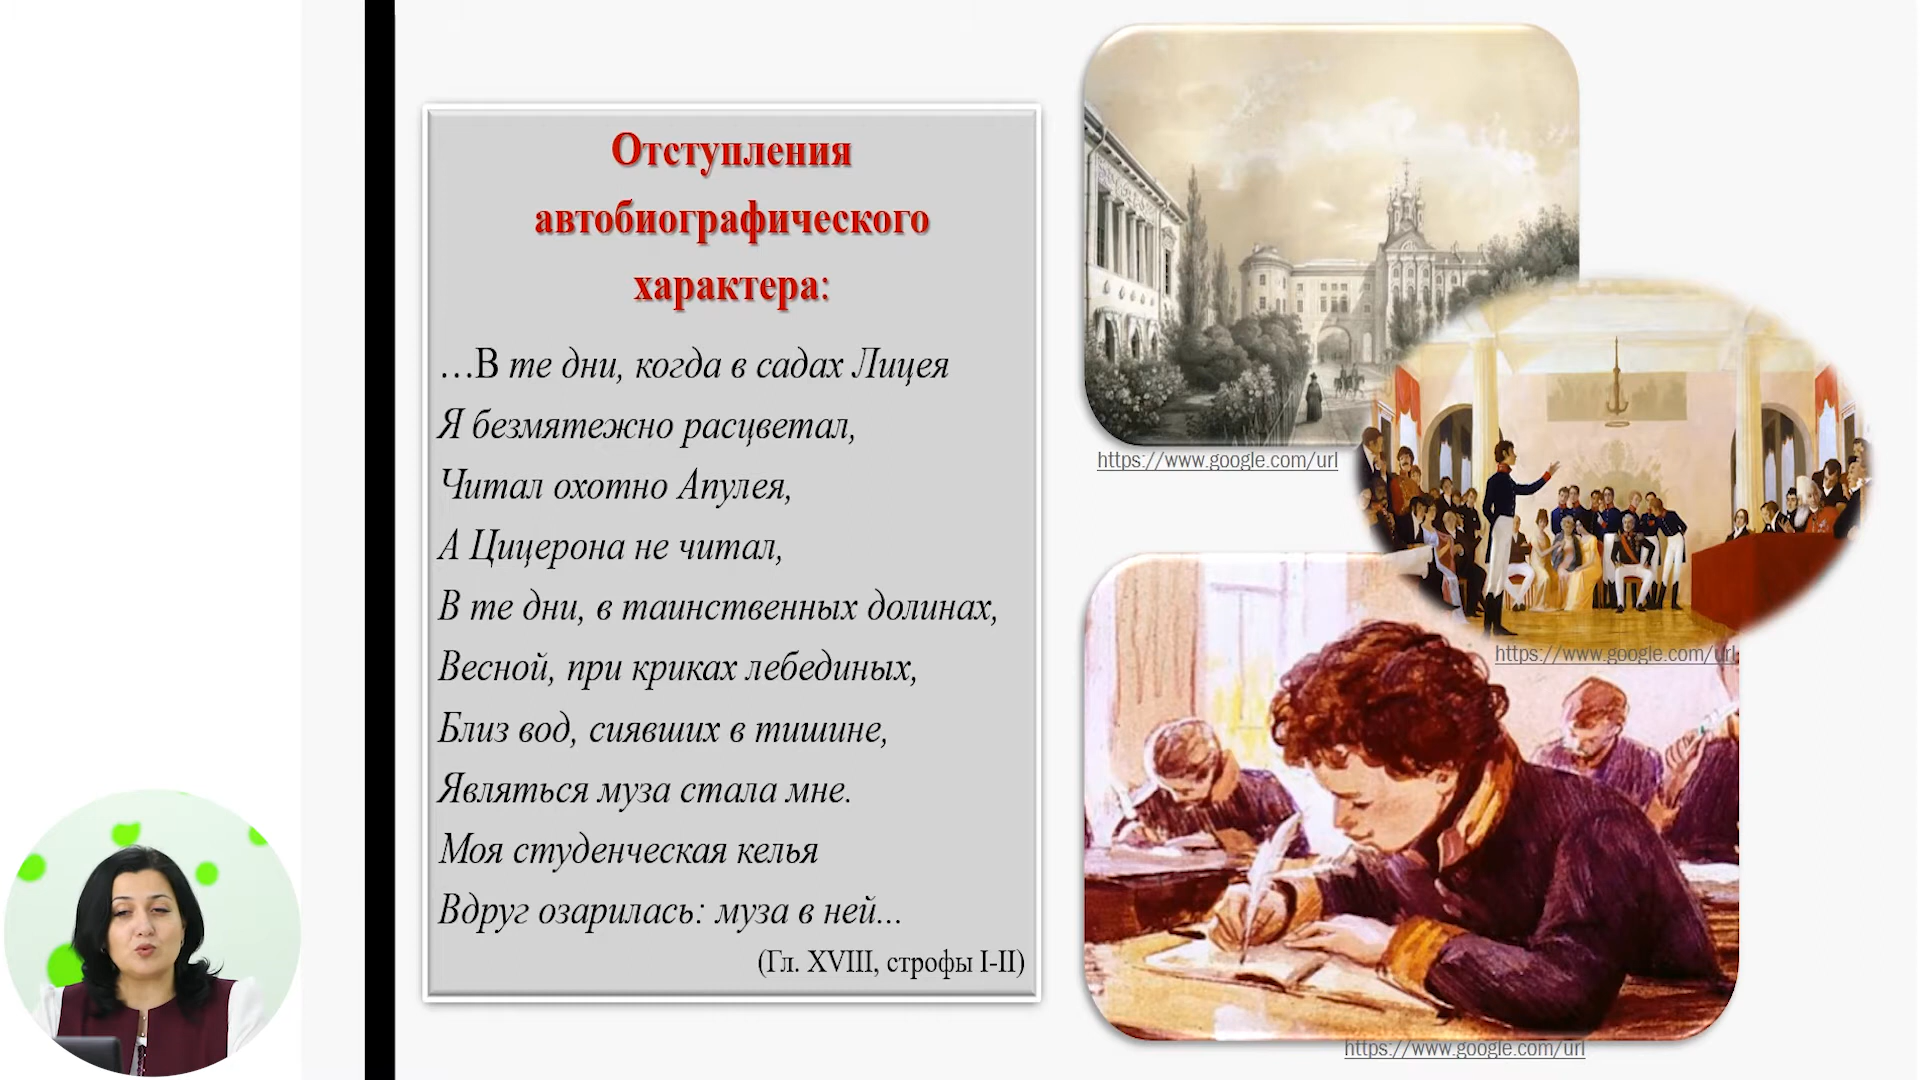 Отступления
автобиографического
характера:
…В те дни, когда в садах Лицея
Я безмятежно расцветал,
Читал охотно Апулея,
А Цицерона не читал,
В те дни, в таинственных долинах,
Весной, при криках лебединых,
Близ вод, сиявших в тишине,
Являться муза стала мне.
Моя студенческая келья
Вдруг озарилась: муза в ней...
(Гл. XVIII, строфы I-II)
https://www.google.com/url
https://www.google.com/url
https://www.google.com/url